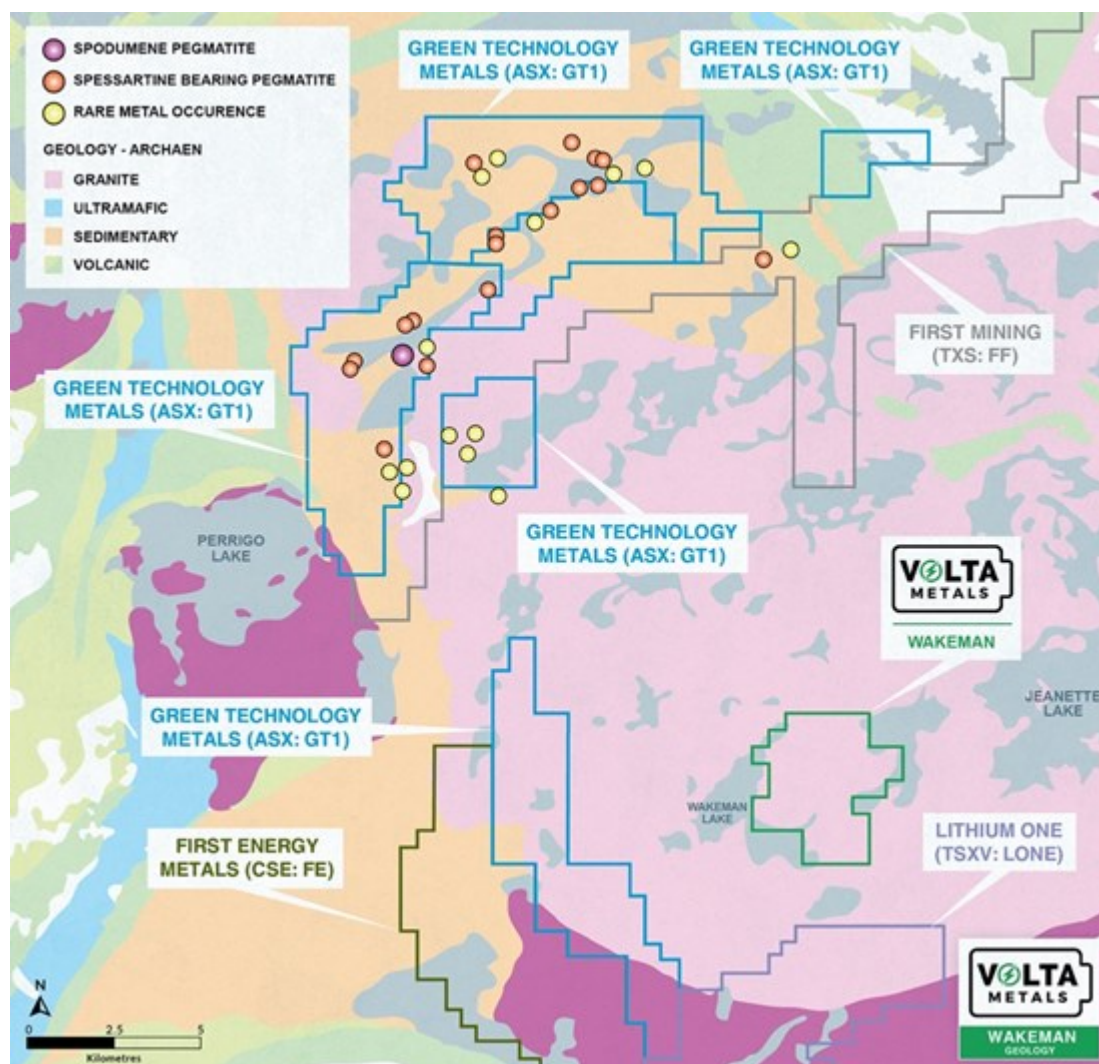 SPODUMENE PEGMATITE
SPESSARTINE BEARING PEGMATITE
RARE METAL OCCURENCE
GEOLOGY - ARCHAEN
GRANITE
ULTRAMAFIC
SEDIMENTARY
VOLCANIC
GREEN TECHNOLOGY
METALS (ASX: GT1)
GREEN TECHNOLOGY
METALS (ASX: GT1)
FIRST MINING
(TXS: FF)
GREEN TECHNOLOGY
METALS (ASX: GT1)
GREEN TECHNOLOGY
METALS (ASX: GT1)
PERRIGO
LAKE
VOLTA
METALS
WAKEMAN
JEANETTE
LAKE
GREEN TECHNOLOGY
METALS (ASX: GT1)
WAKEMAN
LAKE
FIRST ENERGY
METALS (CSE: FE)
LITHIUM ONE
(TSXV: LONE)
N
0 2.5 5
Kilometres
VOLTA
METALS
WAKEMAN
GEOLOGY